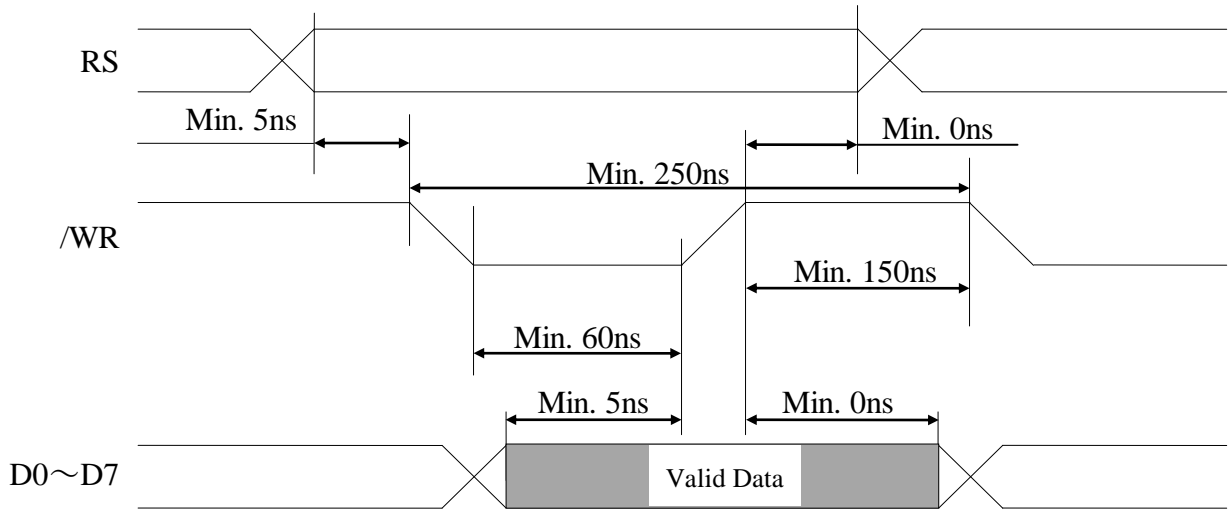 RS
Min. 5ns
Min. 0ns
Min. 250ns
/WR
Min. 150ns
Min. 60ns
Min. 5ns
Min. 0ns
D0～D7
Valid Data